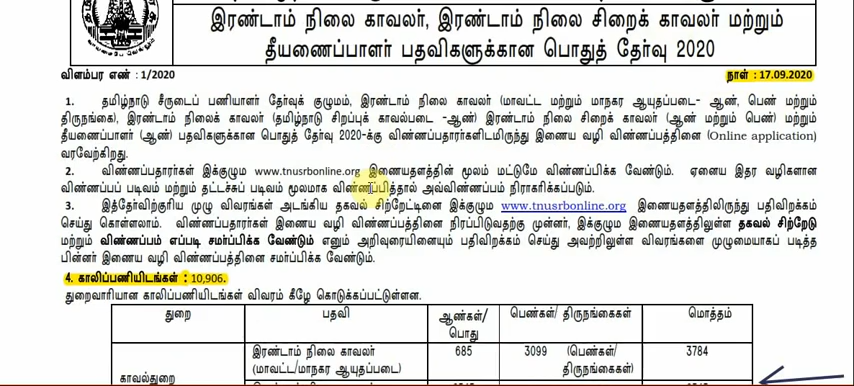 இரண்டாம் நிலை காவலர், இரண்டாம் நிலை சிறைக் காவலர் மற்றும்
தீயணைப்பாளர் பதவிகளுக்கான பொதுத் தேர்வு 2020
விளம்பர எண் : 1/2020 நாள் : 17.09.2020
1. தமிழ்நாடு சீருடைப் பணியாளர் தேர்வுக் குழுமம், இரண்டாம் நிலை காவலர் (மாவட்ட மற்றும் மாநகர ஆயுதப்படை- ஆண், பெண் மற்றும்
திருநங்கை), இரண்டாம் நிலைக் காவலர் (தமிழ்நாடு சிறப்புக் காவல்படை -ஆண்) இரண்டாம் நிலை சிறைக் காவலர் (ஆண் மற்றும் பெண்) மற்றும்
தீயணைப்பாளர் (ஆண்) பதவிகளுக்கான பொதுத் தேர்வு 2020-க்கு விண்ணப்பதாரர்களிடமிருந்து இணைய வழி விண்ணப்பத்தினை (Online application)
வரவேற்கிறது.
2. விண்ணப்பதாரர்கள் இக்குழும www.tnusrbonline.org இணையதளத்தின் மூலம் மட்டுமே விண்ணப்பிக்க வேண்டும். ஏனைய இதர வழிகளான
விண்ணப்பப் படிவம் மற்றும் தட்டச்சுப் படிவம் மூலமாக விண்ணப்பித்தால் அவ்விண்ணப்பம் நிராகரிக்கப்படும்.
3. இத்தேர்விற்குரிய முழு விவரங்கள் அடங்கிய தகவல் சிற்றேட்டினை இக்குழும www.tnusrbonline.org இணையதளத்திலிருந்து பதிவிறக்கம்
செய்து கொள்ளலாம். விண்ணப்பதாரர்கள் இணைய வழி விண்ணப்பத்தினை நிரப்பிடுவதற்கு முன்னர், இக்குழும இணையதளத்திலுள்ள தகவல் சிற்றேடு
மற்றும் விண்ணப்பம் எப்படி சமர்ப்பிக்க வேண்டும் எனும் அறிவுரையினையும் பதிவிறக்கம் செய்து அவற்றிலுள்ள விவரங்களை முழுமையாகப் படித்த
பின்னர் இணைய வழி விண்ணப்பத்தினை சமர்ப்பிக்க வேண்டும்.
4. காலிப்பணியிடங்கள் : 10,906.
துறைவாரியான காலிப்பணியிடங்கள் விவரம் கீழே கொடுக்கப்பட்டுள்ளன.
துறை பதவி ஆண்கள்/ பொது பெண்கள்/ திருநங்கைகள் மொத்தம்
இரண்டாம் நிலை காவலர் 685 3099 (பெண்கள்/ 3784
(மாவட்ட/மாநகர ஆயுதப்படை) திருநங்கைகள்)
காவல்துறை